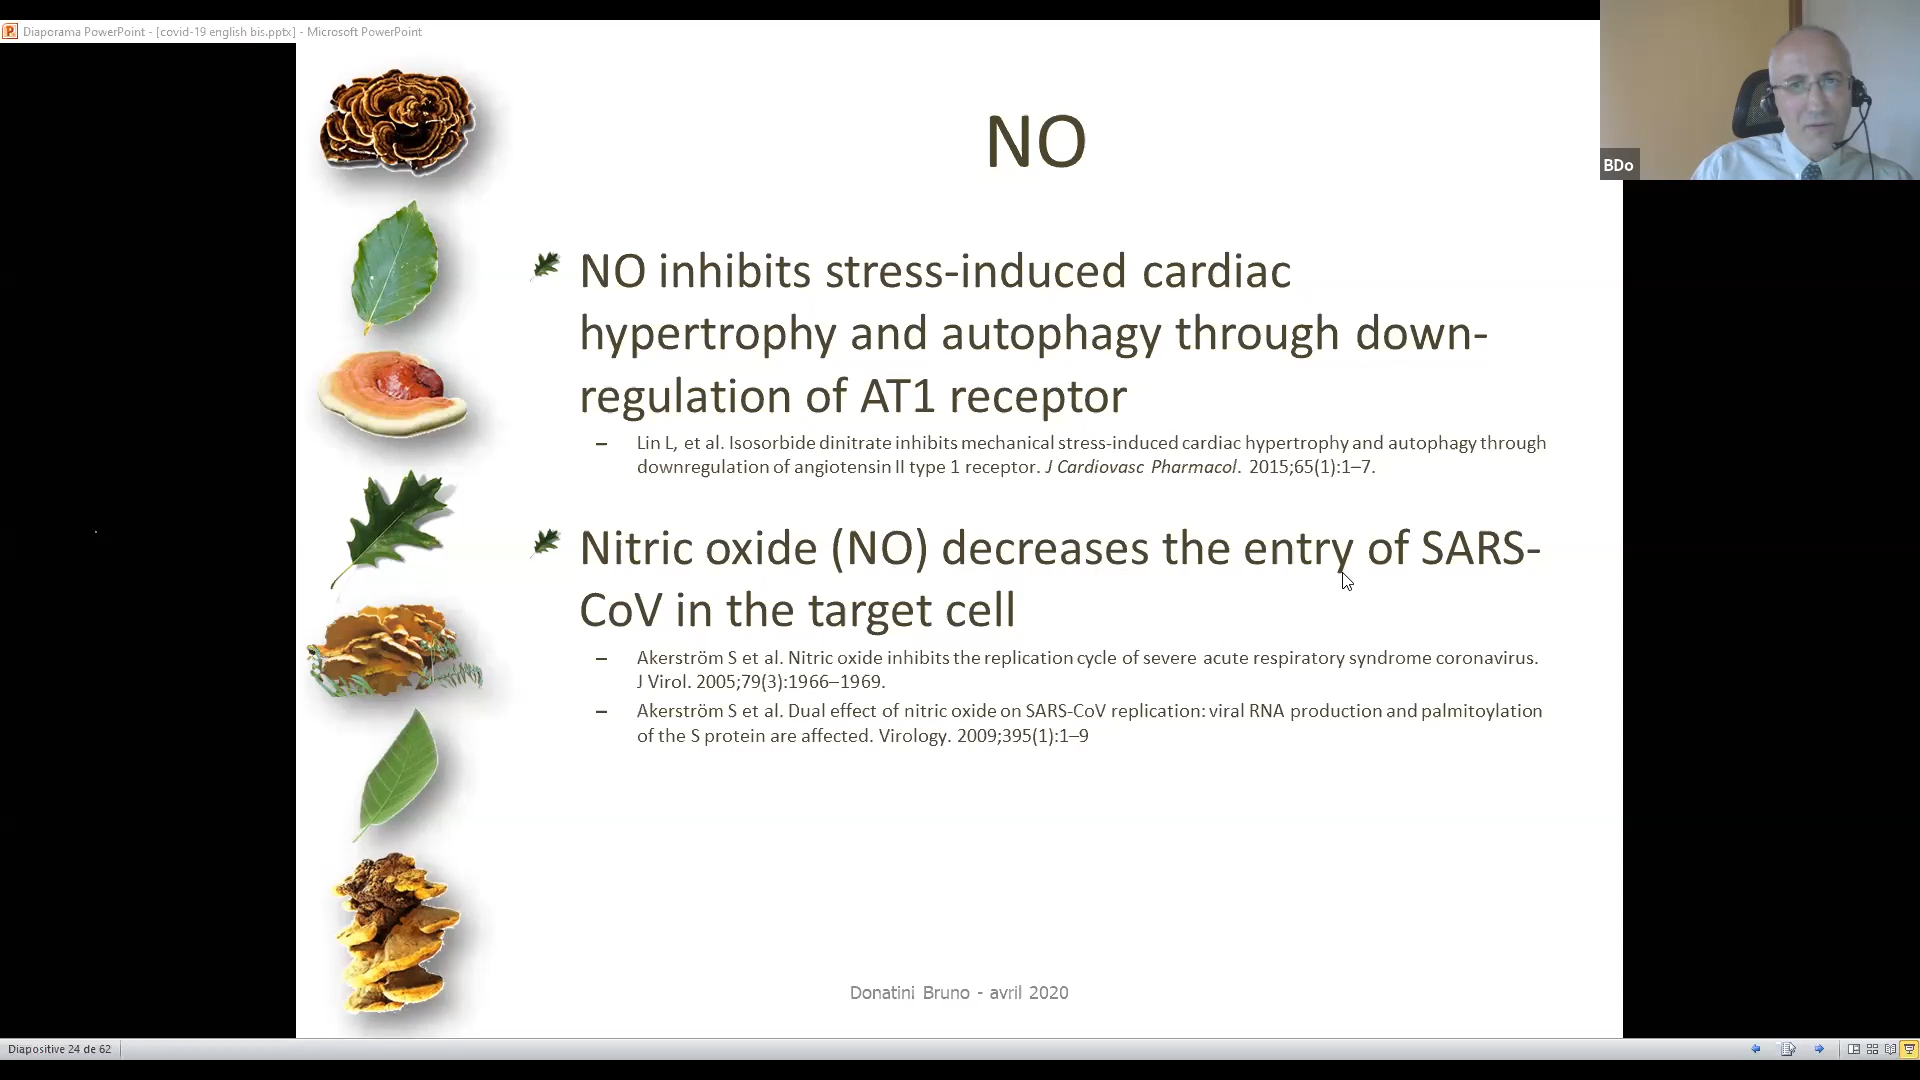 Diaporama PowerPoint - [covid-19 english bis.pptx] - Microsoft PowerPoint
BDo
NO
NO inhibits stress-induced cardiac
hypertrophy and autophagy through down-
regulation of AT1 receptor
– Lin L, et al. Isosorbide dinitrate inhibits mechanical stress-induced cardiac hypertrophy and autophagy through
downregulation of angiotensin II type 1 receptor. J Cardiovasc Pharmacol. 2015;65(1):1–7.
Nitric oxide (NO) decreases the entry of SARS-
CoV in the target cell
– Akerström S et al. Nitric oxide inhibits the replication cycle of severe acute respiratory syndrome coronavirus.
J Virol. 2005;79(3):1966–1969.
– Akerström S et al. Dual effect of nitric oxide on SARS-CoV replication: viral RNA production and palmitoylation
of the S protein are affected. Virology. 2009;395(1):1–9
Donatini Bruno - avril 2020
Diapositive 24 de 62